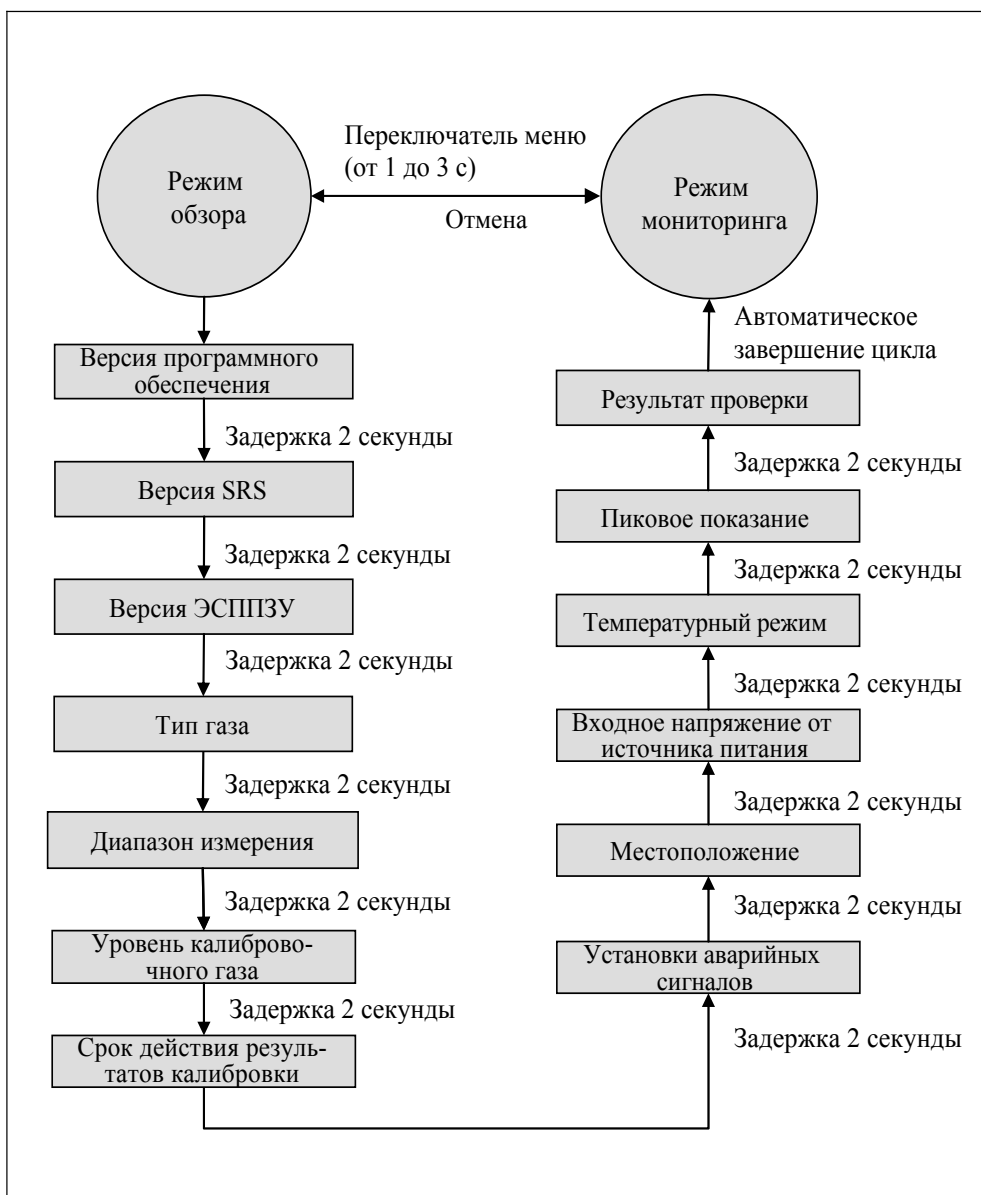 Режим
обзора
Переключатель меню
(от 1 до 3 с)
Отмена
Режим
мониторинга
Версия программного
обеспечения
Задержка 2 секунды
Версия SRS
Задержка 2 секунды
Версия ЭСППЗУ
Задержка 2 секунды
Тип газа
Задержка 2 секунды
Диапазон измерения
Задержка 2 секунды
Уровень калиброво-
чного газа
Задержка 2 секунды
Срок действия резуль-
татов калибровки
Задержка 2 секунды
Установки аварийных
сигналов
Задержка 2 секунды
Местоположение
Задержка 2 секунды
Входное напряжение от
источника питания
Задержка 2 секунды
Температурный режим
Задержка 2 секунды
Пиковое показание
Задержка 2 секунды
Результат проверки
Автоматическое
завершение цикла